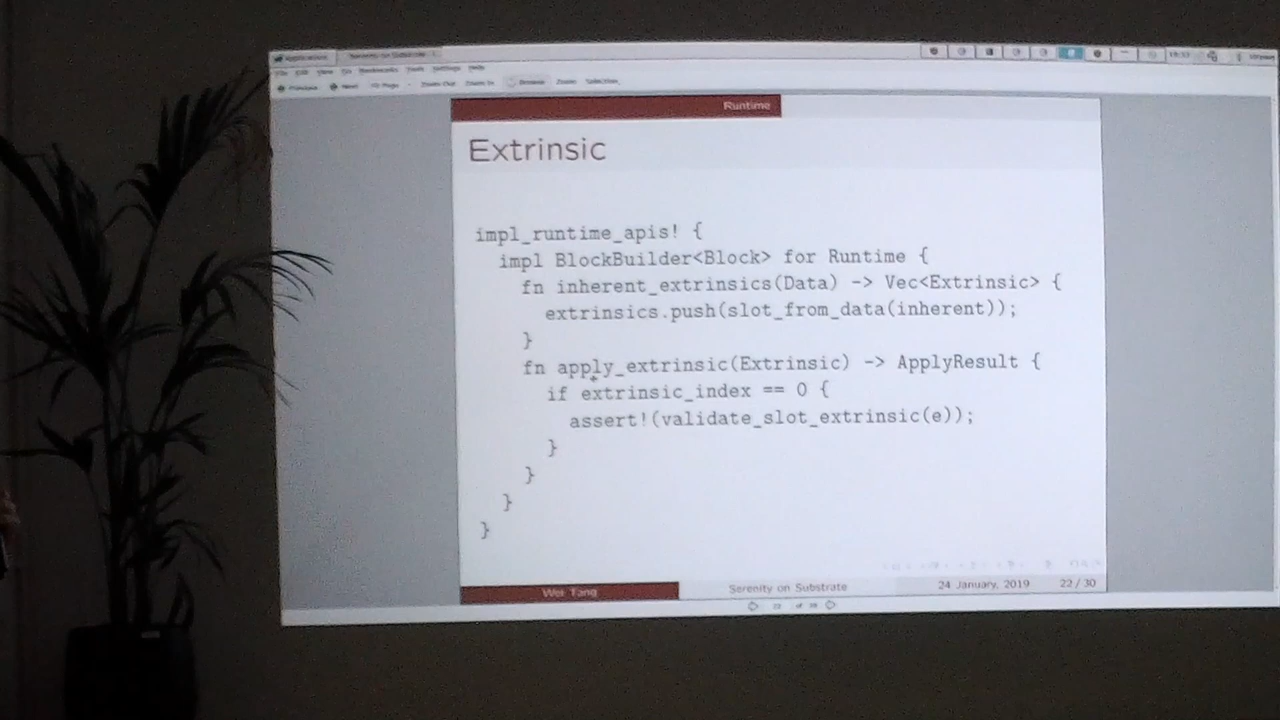 Runtime
Extrinsic
impl_runtime_apis! {
impl BlockBuilder<Block> for Runtime {
fn inherent_extrinsics(Data) -> Vec<Extrinsic> {
extrinsics.push(slot_from_data(inherent));
}
fn apply_extrinsic(Extrinsic) -> ApplyResult {
if extrinsic_index == 0 {
assert!(validate_slot_extrinsic(e));
}
}
}
}
Wei Tang Serenity on Substrate 24 January, 2019 22 / 30